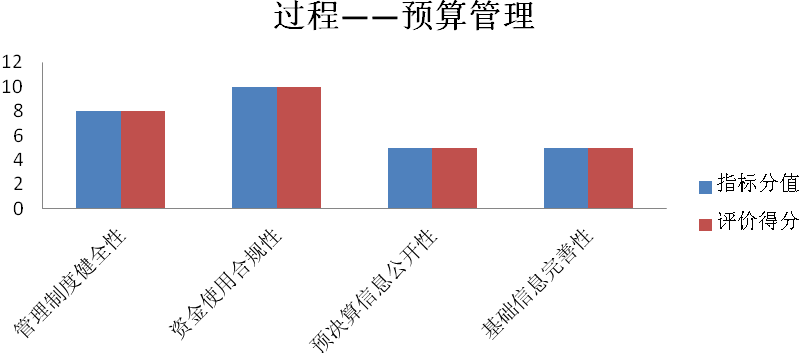 过程——预算管理
12
10
8
6
4
2
0
管理制度健全性
资金使用合规性
预决算信息公开性
基础信息完善性
指标分值
评价得分